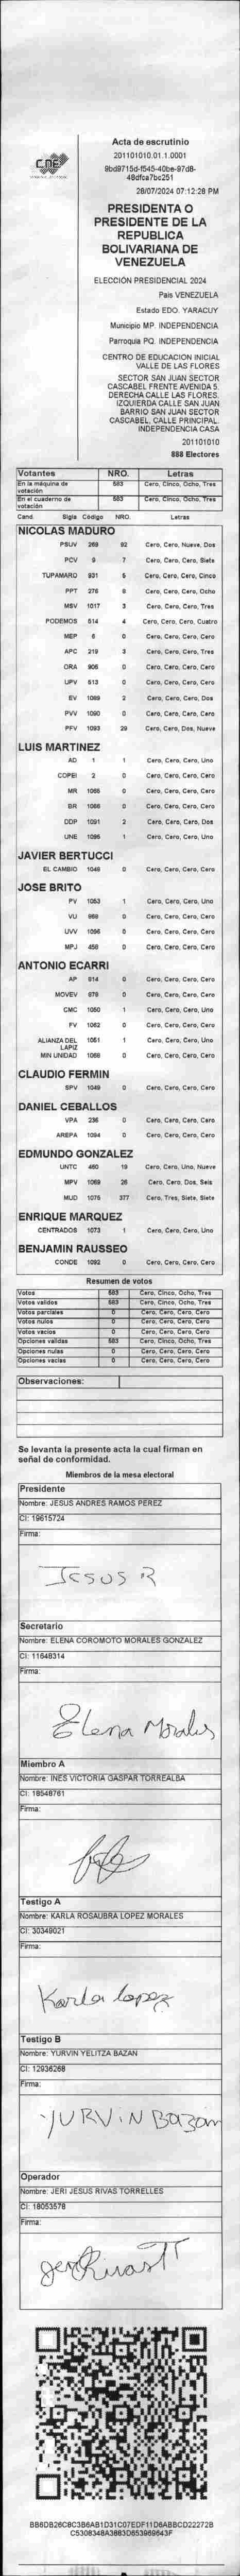 CNE
Acta de escrutinio
201101010.01.1.0001
9bd9715d-f545-40be-97d8-
48dfca7bc251
28/07/2024 07:12:28 PM
PRESIDENTA O
PRESIDENTE DE LA
REPUBLICA
BOLIVARIANA DE
VENEZUELA
ELECCIÓN PRESIDENCIAL 2024
Pais VENEZUELA
Estado EDO. YARACUY
Municipio MP. INDEPENDENCIA
Parroquia PQ. INDEPENDENCIA
CENTRO DE EDUCACION INICIAL
VALLE DE LAS FLORES
SECTOR SAN JUAN SECTOR
CASCABEL FRENTE AVENIDA 5.
DERECHA CALLE LAS FLORES.
IZQUIERDA CALLE SAN JUAN
BARRIO SAN JUAN SECTOR
CASCABEL, CALLE PRINCIPAL.
INDEPENDENCIA CASA
201101010
888 Electores
Votantes NRO. Letras
En la máquina de votación 583 Cero, Cinco, Ocho, Tres
En el cuaderno de votación 583 Cero, Cinco, Ocho, Tres
Cand. Sigla Código NRO. Letras
NICOLAS MADURO
PSUV 269 92 Cero, Cero, Nueve, Dos
PCV 9 7 Cero, Cero, Cero, Siete
TUPAMARO 931 5 Cero, Cero, Cero, Cinco
PPT 276 8 Cero, Cero, Cero, Ocho
MSV 1017 3 Cero, Cero, Cero, Tres
PODEMOS 514 4 Cero, Cero, Cero, Cuatro
MEP 6 0 Cero, Cero, Cero, Cero
APC 219 3 Cero, Cero, Cero, Tres
ORA 906 0 Cero, Cero, Cero, Cero
UPV 513 0 Cero, Cero, Cero, Cero
EV 1089 2 Cero, Cero, Cero, Dos
PVV 1090 0 Cero, Cero, Cero, Cero
PFV 1093 29 Cero, Cero, Dos, Nueve
LUIS MARTINEZ
AD 1 1 Cero, Cero, Cero, Uno
COPEI 2 0 Cero, Cero, Cero, Cero
MR 1065 0 Cero, Cero, Cero, Cero
BR 1088 0 Cero, Cero, Cero, Cero
DDP 1091 2 Cero, Cero, Cero, Dos
UNE 1095 1 Cero, Cero, Cero, Uno
JAVIER BERTUCCI
EL CAMBIO 1048 0 Cero, Cero, Cero, Cero
JOSE BRITO
PV 1053 1 Cero, Cero, Cero, Uno
VU 989 0 Cero, Cero, Cero, Cero
UVV 1096 0 Cero, Cero, Cero, Cero
MPJ 458 0 Cero, Cero, Cero, Cero
ANTONIO ECARRI
AP 914 0 Cero, Cero, Cero, Cero
MOVEV 979 0 Cero, Cero, Cero, Cero
CMC 1050 1 Cero, Cero, Cero, Uno
FV 1062 0 Cero, Cero, Cero, Cero
ALIANZA DEL LAPIZ 1051 1 Cero, Cero, Cero, Uno
MIN UNIDAD 1068 0 Cero, Cero, Cero, Cero
CLAUDIO FERMIN
SPV 1049 0 Cero, Cero, Cero, Cero
DANIEL CEBALLOS
VPA 236 0 Cero, Cero, Cero, Cero
AREPA 1094 0 Cero, Cero, Cero, Cero
EDMUNDO GONZALEZ
UNTC 460 19 Cero, Cero, Uno, Nueve
MPV 1069 26 Cero, Cero, Dos, Seis
MUD 1075 377 Cero, Tres, Siete, Siete
ENRIQUE MARQUEZ
CENTRADOS 1073 1 Cero, Cero, Cero, Uno
BENJAMIN RAUSSEO
CONDE 1092 0 Cero, Cero, Cero, Cero
Resumen de votos
Votos 583 Cero, Cinco, Ocho, Tres
Votos validos 583 Cero, Cinco, Ocho, Tres
Votos parciales 0 Cero, Cero, Cero, Cero
Votos nulos 0 Cero, Cero, Cero, Cero
Votos vacios 0 Cero, Cero, Cero, Cero
Opciones validas 583 Cero, Cinco, Ocho, Tres
Opciones nulas 0 Cero, Cero, Cero, Cero
Opciones vacias 0 Cero, Cero, Cero, Cero
Observaciones:
Se levanta la presente acta la cual firman en
señal de conformidad.
Miembros de la mesa electoral
Presidente
Nombre: JESUS ANDRES RAMOS PEREZ
CI: 19615724
Firma:
Jesus R
Secretario
Nombre: ELENA COROMOTO MORALES GONZALEZ
CI: 11648314
Firma:
Elena Morales
Miembro A
Nombre: INES VICTORIA GASPAR TORREALBA
CI: 18548761
Firma:
Testigo A
Nombre: KARLA ROSAUBRA LOPEZ MORALES
CI: 30349021
Firma:
Karla lopez
Testigo B
Nombre: YURVIN YELITZA BAZAN
CI: 12936268
Firma:
YURViN Bazan
Operador
Nombre: JERI JESUS RIVAS TORRELLES
CI: 18053578
Firma:
jeriRivasTT
BB6DB26C8C3B6AB1D31C07EDF11D6ABBCD22272B
C5308348A3883D653969643F